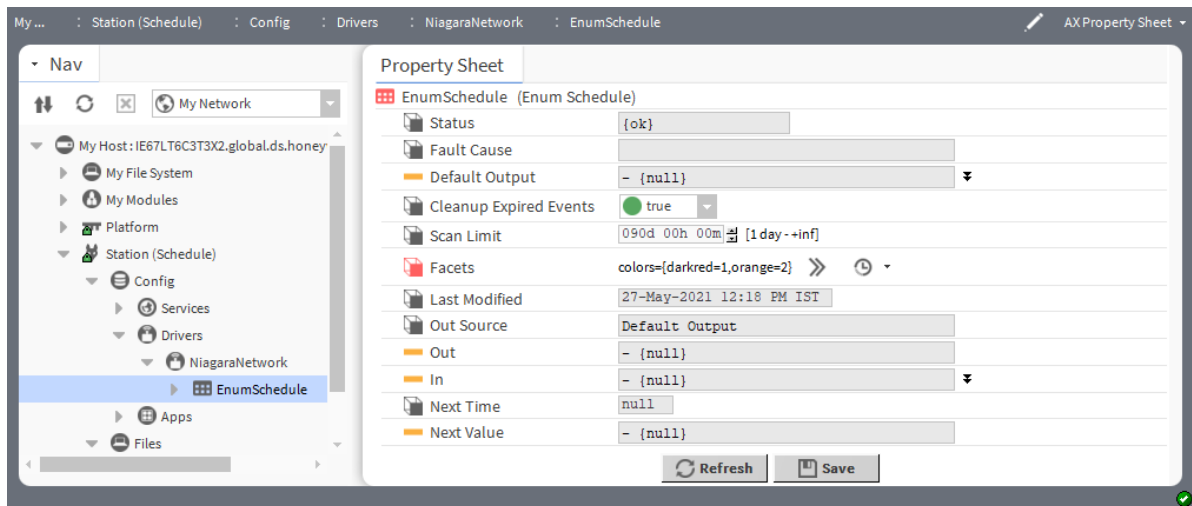 My ... : Station (Schedule) : Config : Drivers : NiagaraNetwork : EnumSchedule AX Property Sheet
Nav
My Network
My Host : IE67LT6C3T3X2.global.ds.honey
My File System
My Modules
Platform
Station (Schedule)
Config
Services
Drivers
NiagaraNetwork
EnumSchedule
Apps
Files
Property Sheet
EnumSchedule (Enum Schedule)
Status {ok}
Fault Cause
Default Output - {null}
Cleanup Expired Events true
Scan Limit 090d 00h 00m [1 day - +inf]
Facets colors={darkred=1,orange=2}
Last Modified 27-May-2021 12:18 PM IST
Out Source Default Output
Out - {null}
In - {null}
Next Time null
Next Value - {null}
Refresh Save